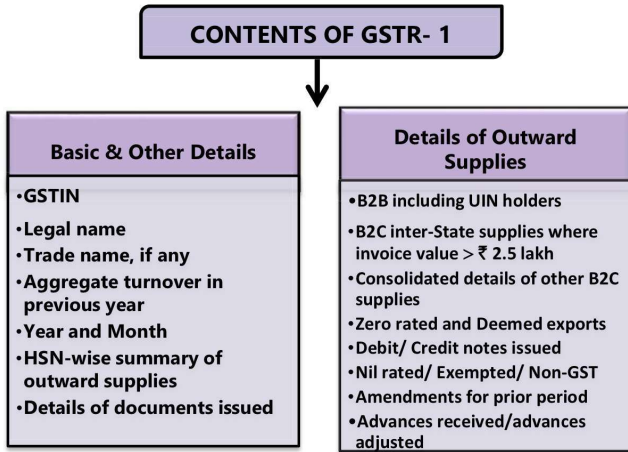 CONTENTS OF GSTR- 1
Basic & Other Details
•GSTIN
•Legal name
•Trade name, if any
•Aggregate turnover in
previous year
•Year and Month
•HSN-wise summary of
outward supplies
•Details of documents issued
Details of Outward
Supplies
•B2B including UIN holders
•B2C inter-State supplies where
invoice value > ₹ 2.5 lakh
•Consolidated details of other B2C
supplies
•Zero rated and Deemed exports
•Debit/ Credit notes issued
•Nil rated/ Exempted/ Non-GST
•Amendments for prior period
•Advances received/advances
adjusted